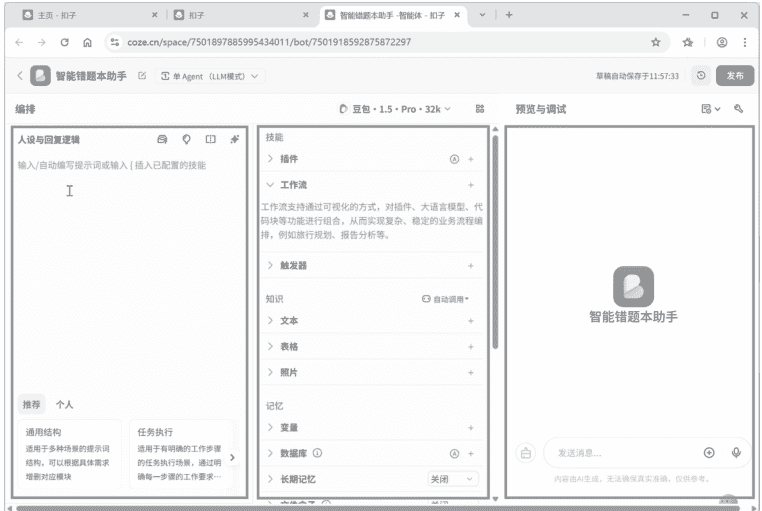 主页 - 扣子
扣子
智能错题本助手 -智能体 - 扣子
coze.cn/space/7501897885995434011/bot/7501918592875872297
智能错题本助手
单 Agent（LLM模式）
草稿自动保存于11:57:33
发布
编排
豆包・1.5・Pro・32k
预览与调试
人设与回复逻辑
输入/自动编写提示词或输入 { 插入已配置的技能
推荐
个人
通用结构
适用于多种场景的提示词
结构，可以根据具体需求
增删对应模块
任务执行
适用于有明确的工作步骤
的任务执行场景，通过明
确每一步骤的工作要求…
技能
插件
工作流
工作流支持通过可视化的方式，对插件、大语言模型、代
码块等功能进行组合，从而实现复杂、稳定的业务流程编
排，例如旅行规划、报告分析等。
触发器
知识
自动调用
文本
表格
照片
记忆
变量
数据库
长期记忆
关闭
智能错题本助手
发送消息...
内容由AI生成，无法确保真实准确，仅供参考。